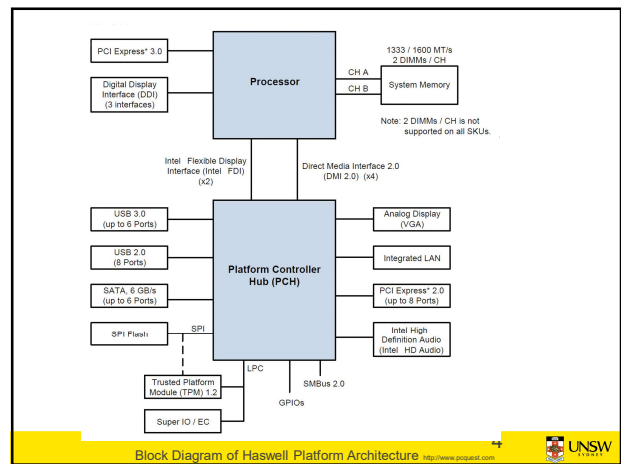 PCI Express* 3.0
Digital Display
Interface (DDI)
(3 interfaces)
Processor
CH A
CH B
1333 / 1600 MT/s
2 DIMMs / CH
System Memory
Note: 2 DIMMs / CH is not
supported on all SKUs.
Intel Flexible Display
Interface (Intel FDI)
(x2)
Direct Media Interface 2.0
(DMI 2.0) (x4)
USB 3.0
(up to 6 Ports)
USB 2.0
(8 Ports)
SATA, 6 GB/s
(up to 6 Ports)
SPI Flash
SPI
Trusted Platform
Module (TPM) 1.2
Super IO / EC
LPC
Platform Controller
Hub (PCH)
SMBus 2.0
GPIOs
Analog Display
(VGA)
Integrated LAN
PCI Express* 2.0
(up to 8 Ports)
Intel High
Definition Audio
(Intel HD Audio)
4
Block Diagram of Haswell Platform Architecture http://www.pcquest.com
UNSW
SYDNEY